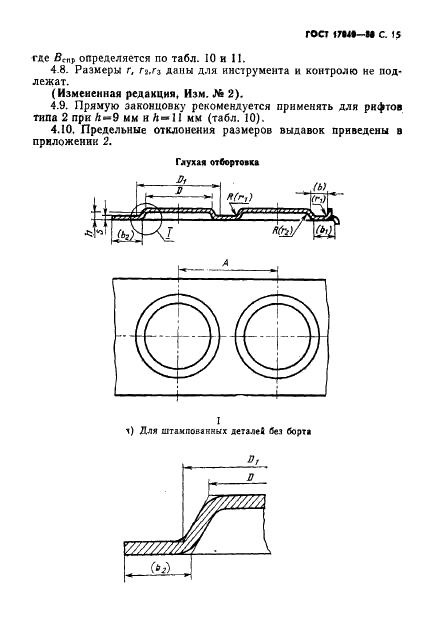 ГОСТ 17040—80 С. 15
где Bспр определяется по табл. 10 и 11.
4.8. Размеры r, r2, r3 даны для инструмента и контролю не под-
лежат.
(Измененная редакция, Изм. № 2).
4.9. Прямую законцовку рекомендуется применять для рифтов
типа 2 при h=9 мм и h=11 мм (табл. 10).
4.10. Предельные отклонения размеров выдавок приведены в
приложении 2.
Глухая отбортовка
D1
D
R(r1)
(b)
(r3)
h
s
(b2)
I
R(r2)
(b1)
A
I
Для штампованных деталей без борта
D1
D
(b2)